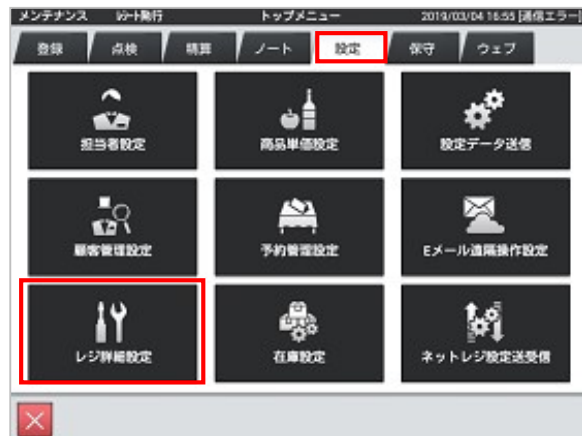 メンテナンス ﾚｼｰﾄ発行 トップメニュー 2019/03/04 16:55 [通信エラー]
登録 点検 精算 ノート 設定 保守 ウェブ
担当者設定 商品単価設定 設定データ送信
顧客管理設定 予約管理設定 Eメール遠隔操作設定
レジ詳細設定 在庫設定 ネットレジ設定送受信